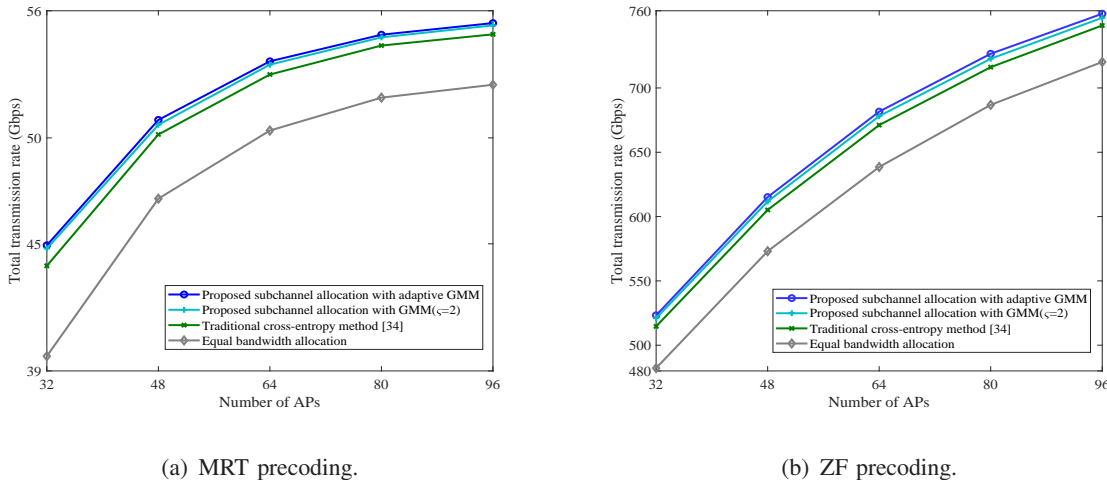 56
50
45
39
Total transmission rate (Gbps)
Proposed subchannel allocation with adaptive GMM
Proposed subchannel allocation with GMM(ς=2)
Traditional cross-entropy method [34]
Equal bandwidth allocation
32 48 64 80 96
Number of APs
(a) MRT precoding.
760
700
650
600
550
500
480
Total transmission rate (Gbps)
Proposed subchannel allocation with adaptive GMM
Proposed subchannel allocation with GMM(ς=2)
Traditional cross-entropy method [34]
Equal bandwidth allocation
32 48 64 80 96
Number of APs
(b) ZF precoding.